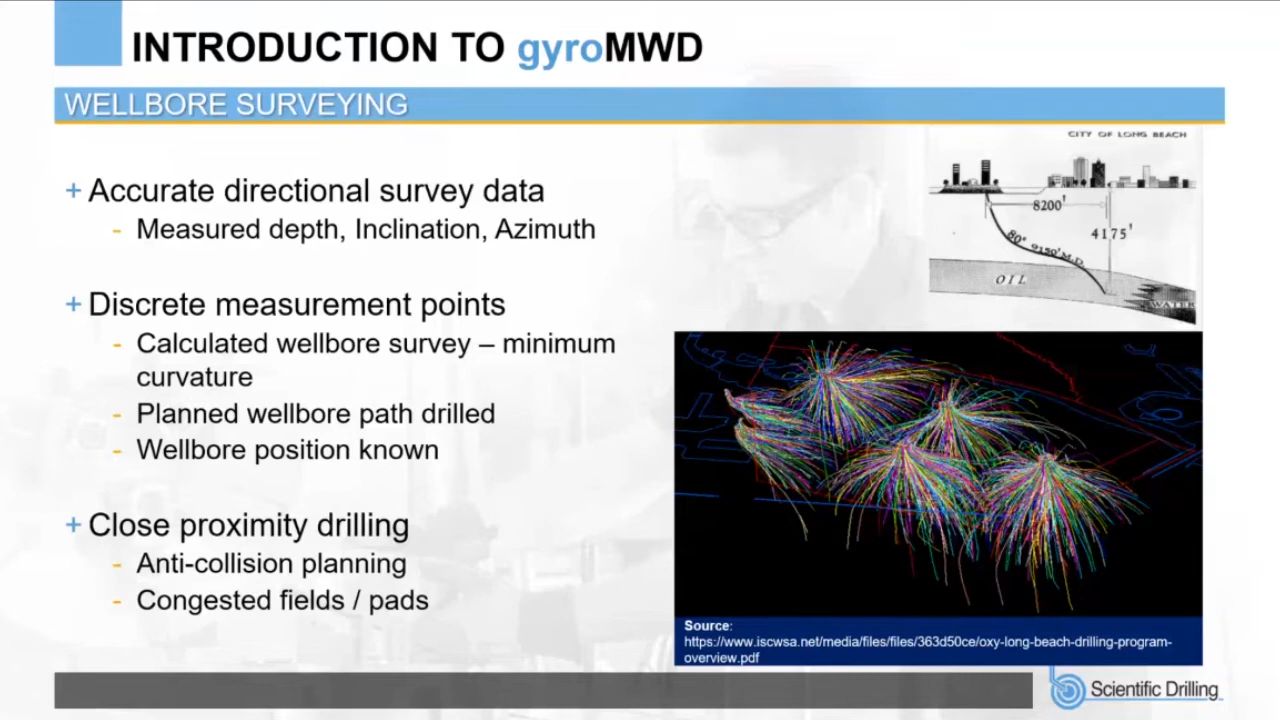 INTRODUCTION TO gyroMWD
WELLBORE SURVEYING
+ Accurate directional survey data
- Measured depth, Inclination, Azimuth
+ Discrete measurement points
- Calculated wellbore survey – minimum
curvature
- Planned wellbore path drilled
- Wellbore position known
+ Close proximity drilling
- Anti-collision planning
- Congested fields / pads
CITY OF LONG BEACH
8200'
4175'
80° 9150' M.D.
OIL
WATER
Source:
https://www.iscwsa.net/media/files/files/363d50ce/oxy-long-beach-drilling-program-
overview.pdf
Scientific Drilling